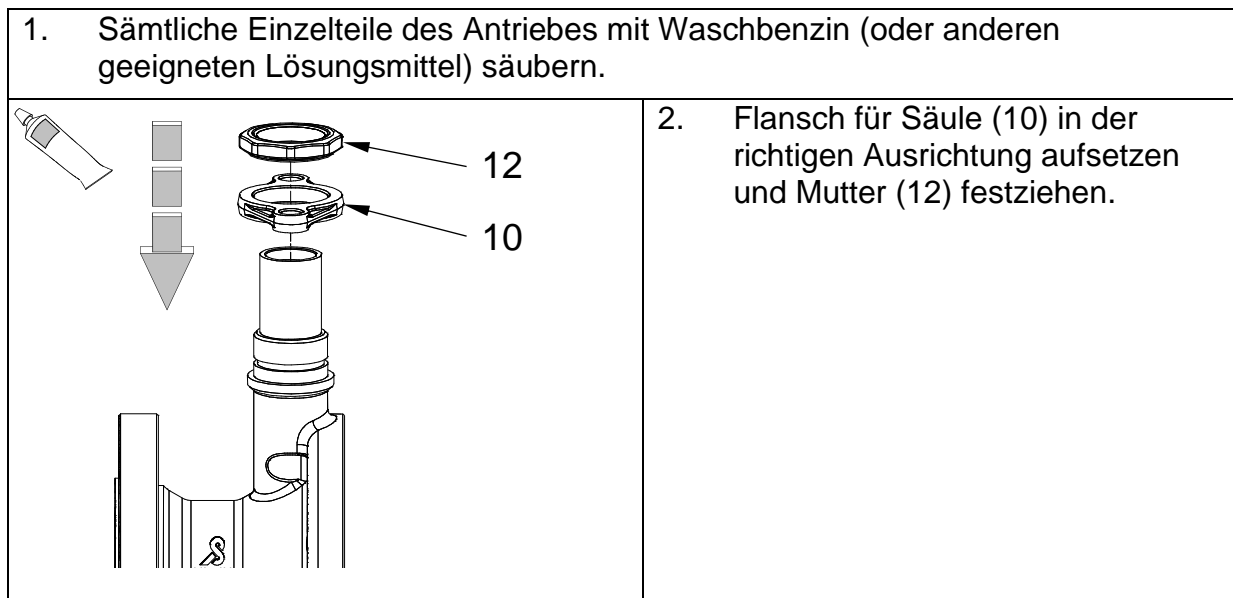 1. Sämtliche Einzelteile des Antriebes mit Waschbenzin (oder anderen
geeigneten Lösungsmittel) säubern.
12
10
2. Flansch für Säule (10) in der
richtigen Ausrichtung aufsetzen
und Mutter (12) festziehen.